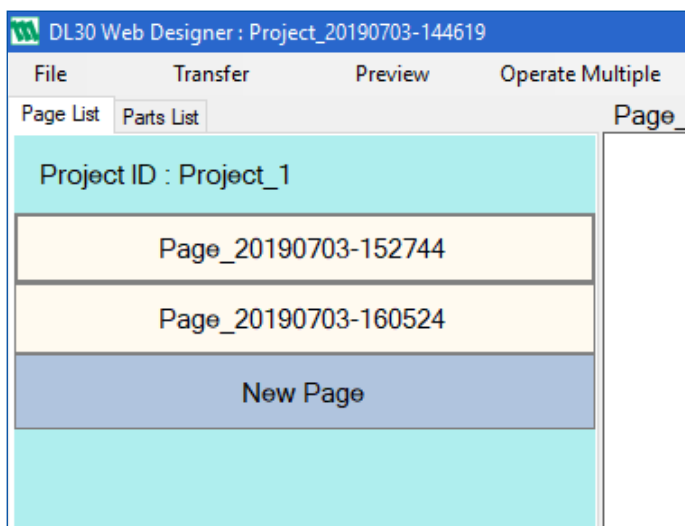 DL30 Web Designer : Project_20190703-144619
File Transfer Preview Operate Multiple
Page List Parts List Page_
Project ID : Project_1
Page_20190703-152744
Page_20190703-160524
New Page